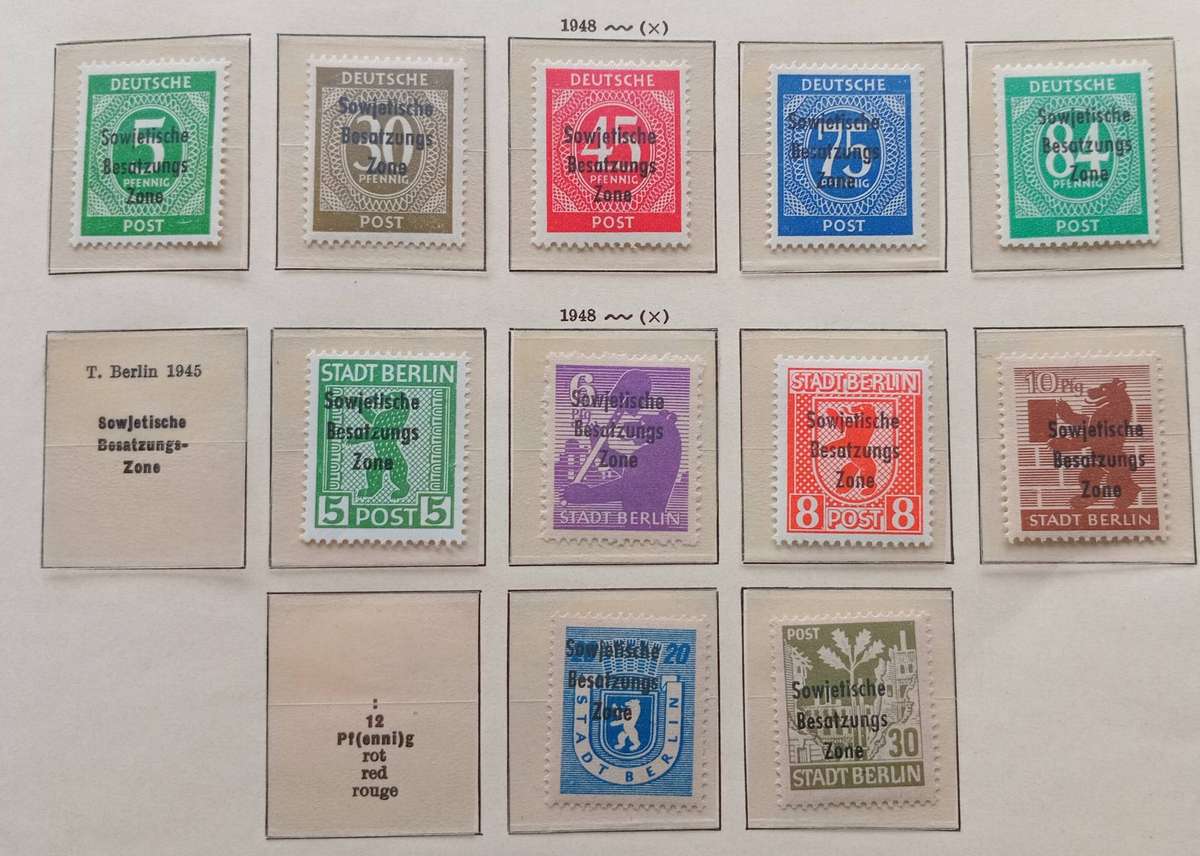 1948 ~~ (×)
DEUTSCHE
5
PFENNIG
POST
Sowjetische
Besatzungs
Zone
DEUTSCHE
30
PFENNIG
POST
Sowjetische
Besatzungs
Zone
DEUTSCHE
45
PFENNIG
POST
Sowjetische
Besatzungs
Zone
DEUTSCHE
75
PFENNIG
POST
Sowjetische
Besatzungs
Zone
DEUTSCHE
84
PFENNIG
POST
Sowjetische
Besatzungs
Zone
1948 ~~ (×)
T. Berlin 1945
Sowjetische
Besatzungs-
Zone
STADT BERLIN
Sowjetische
Besatzungs
Zone
5 POST 5
6
Pfg
Sowjetische
Besatzungs
Zone
STADT BERLIN
STADT BERLIN
Sowjetische
Besatzungs
Zone
8 POST 8
10 Pfg
Sowjetische
Besatzungs
Zone
STADT BERLIN
:
12
Pf(enni)g
rot
red
rouge
20 20
Sowjetische
Besatzungs
Zone
STADT BERLIN
POST
Sowjetische
Besatzungs
Zone
30
STADT BERLIN